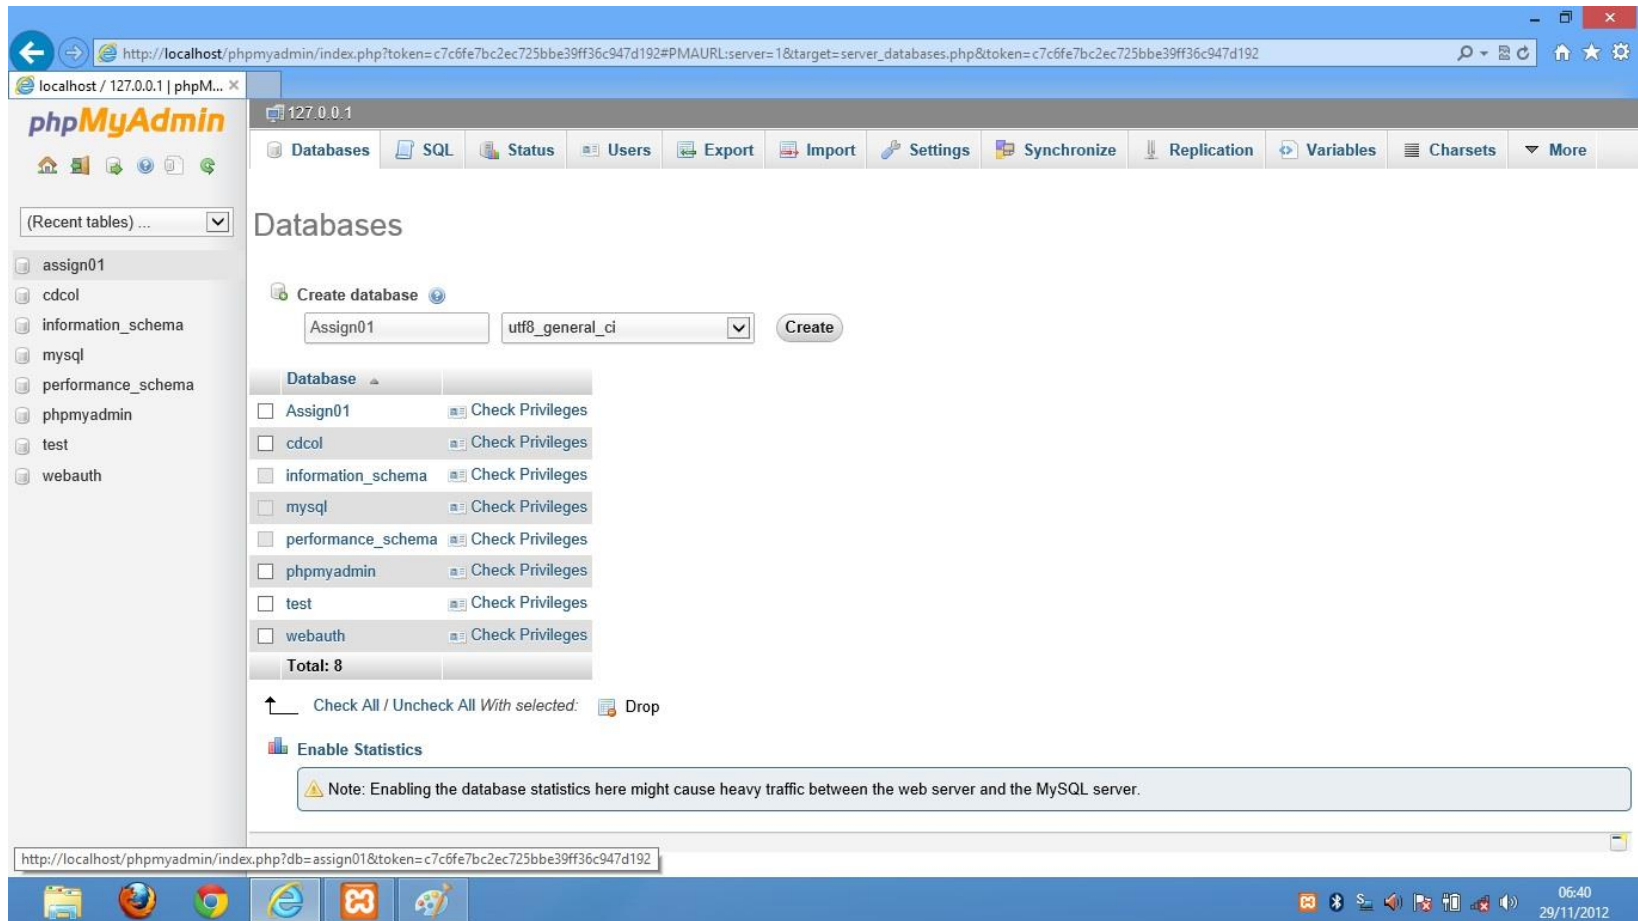 http://localhost/phpmyadmin/index.php?token=c7c6fe7bc2ec725bbe39ff36c947d192#PMAURL:server=1&target=server_databases.php&token=c7c6fe7bc2ec725bbe39ff36c947d192
localhost / 127.0.0.1 | phpM...
phpMyAdmin
(Recent tables) ...
assign01
cdcol
information_schema
mysql
performance_schema
phpmyadmin
test
webauth
127.0.0.1
Databases SQL Status Users Export Import Settings Synchronize Replication Variables Charsets More
Databases
Create database
Assign01 utf8_general_ci Create
Database
Assign01 Check Privileges
cdcol Check Privileges
information_schema Check Privileges
mysql Check Privileges
performance_schema Check Privileges
phpmyadmin Check Privileges
test Check Privileges
webauth Check Privileges
Total: 8
Check All / Uncheck All With selected: Drop
Enable Statistics
Note: Enabling the database statistics here might cause heavy traffic between the web server and the MySQL server.
http://localhost/phpmyadmin/index.php?db=assign01&token=c7c6fe7bc2ec725bbe39ff36c947d192
06:40
29/11/2012